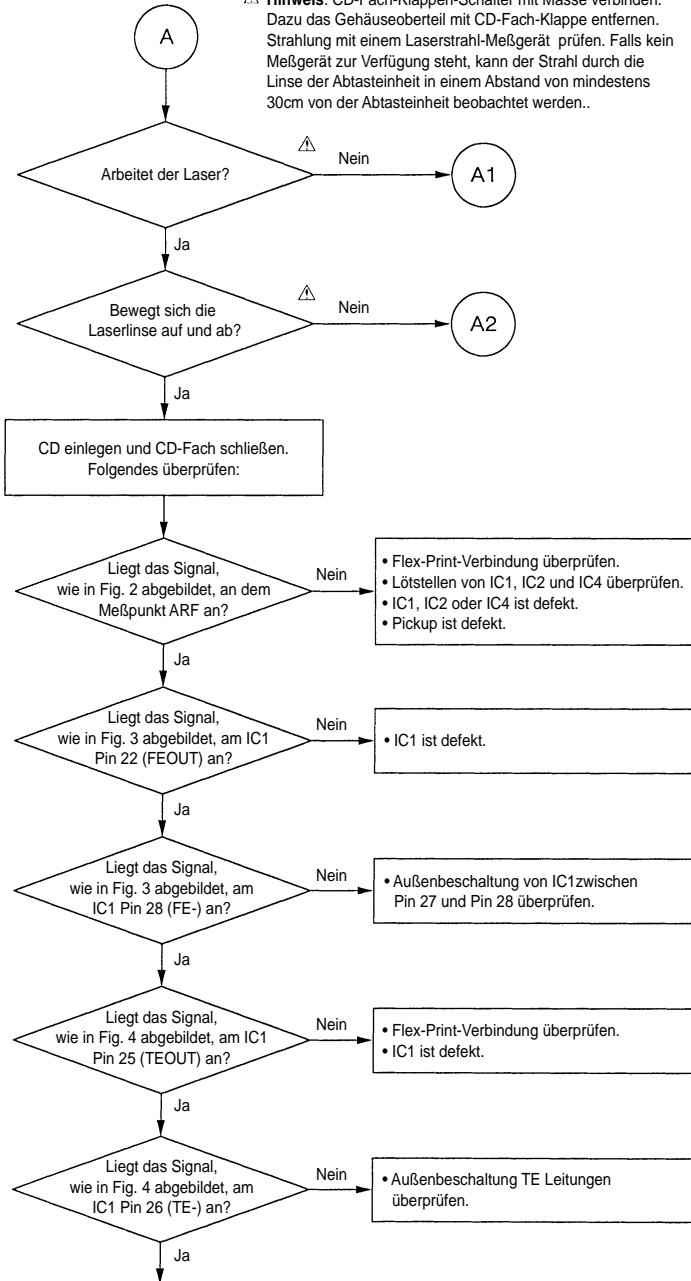 ⚠ Hinweis: CD-Fach-Klappen-Schalter mit Masse verbinden.
Dazu das Gehäuseoberteil mit CD-Fach-Klappe entfernen.
Strahlung mit einem Laserstrahl-Meßgerät prüfen. Falls kein
Meßgerät zur Verfügung steht, kann der Strahl durch die
Linse der Abtasteinheit in einem Abstand von mindestens
30cm von der Abtasteinheit beobachtet werden..
A
Arbeitet der Laser?
⚠
Nein
A1
Ja
Bewegt sich die
Laserlinse auf und ab?
⚠
Nein
A2
Ja
CD einlegen und CD-Fach schließen.
Folgendes überprüfen:
Liegt das Signal,
wie in Fig. 2 abgebildet, an dem
Meßpunkt ARF an?
Nein
• Flex-Print-Verbindung überprüfen.
• Lötstellen von IC1, IC2 und IC4 überprüfen.
• IC1, IC2 oder IC4 ist defekt.
• Pickup ist defekt.
Ja
Liegt das Signal,
wie in Fig. 3 abgebildet, am IC1
Pin 22 (FEOUT) an?
Nein
• IC1 ist defekt.
Ja
Liegt das Signal,
wie in Fig. 3 abgebildet, am
IC1 Pin 28 (FE-) an?
Nein
• Außenbeschaltung von IC1zwischen
Pin 27 und Pin 28 überprüfen.
Ja
Liegt das Signal,
wie in Fig. 4 abgebildet, am IC1
Pin 25 (TEOUT) an?
Nein
• Flex-Print-Verbindung überprüfen.
• IC1 ist defekt.
Ja
Liegt das Signal,
wie in Fig. 4 abgebildet, am
IC1 Pin 26 (TE-) an?
Nein
• Außenbeschaltung TE Leitungen
überprüfen.
Ja